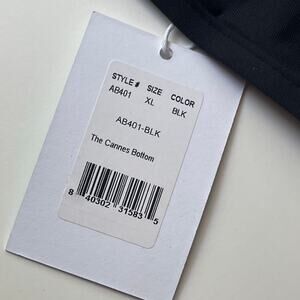 STYLE # SIZE COLOR
AB401 XL BLK
AB401-BLK
The Cannes Bottom
8 40302 31583 5